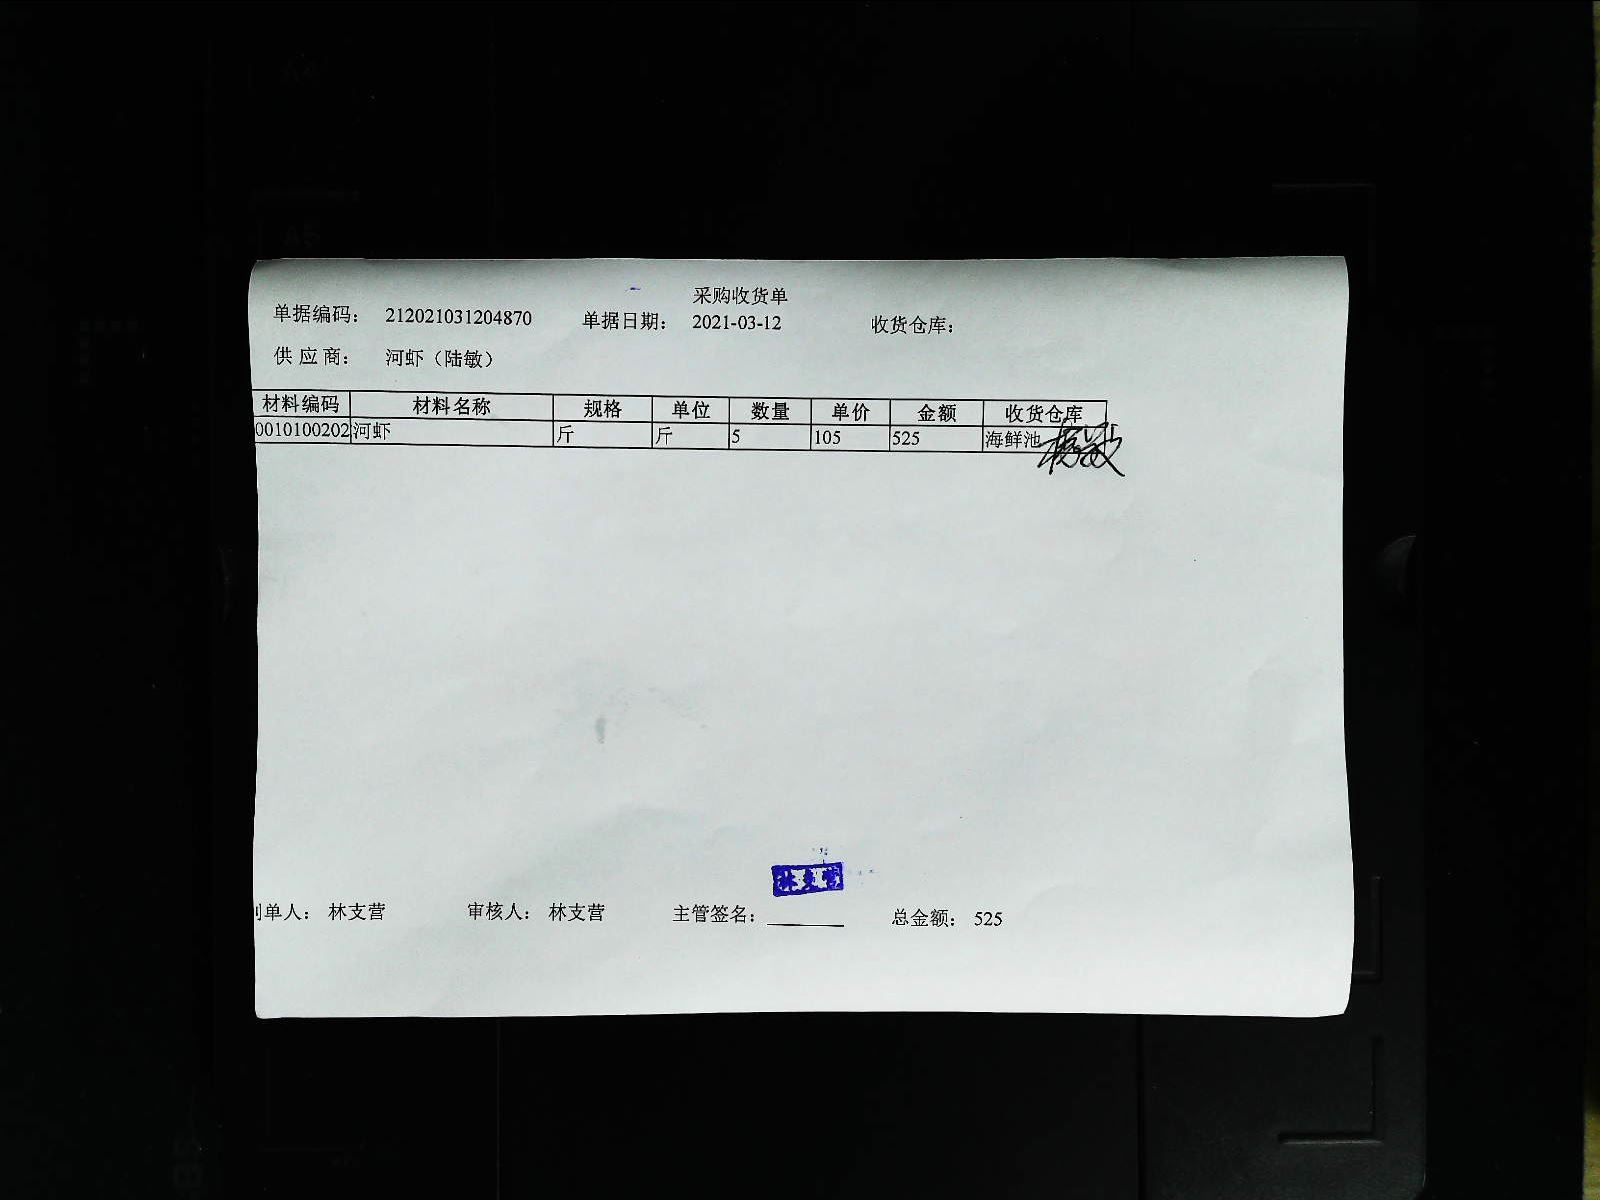 采购收货单
单据编码： 212021031204870 单据日期： 2021-03-12 收货仓库：
供 应 商： 河虾（陆敏）
材料编码 材料名称 规格 单位 数量 单价 金额 收货仓库
0010100202 河虾 斤 斤 5 105 525 海鲜池
林支营
制单人： 林支营 审核人： 林支营 主管签名： 总金额： 525